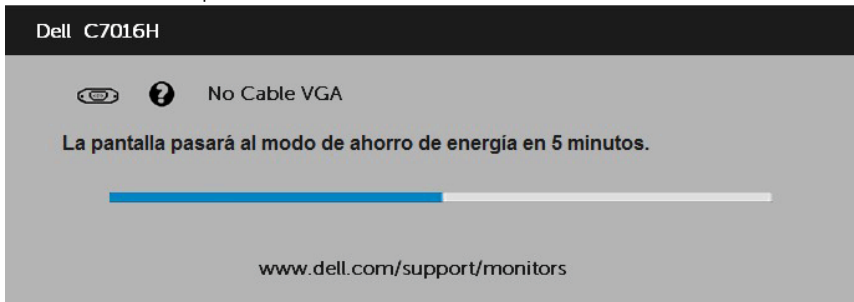 Dell C7016H
? No Cable VGA
La pantalla pasará al modo de ahorro de energía en 5 minutos.
www.dell.com/support/monitors